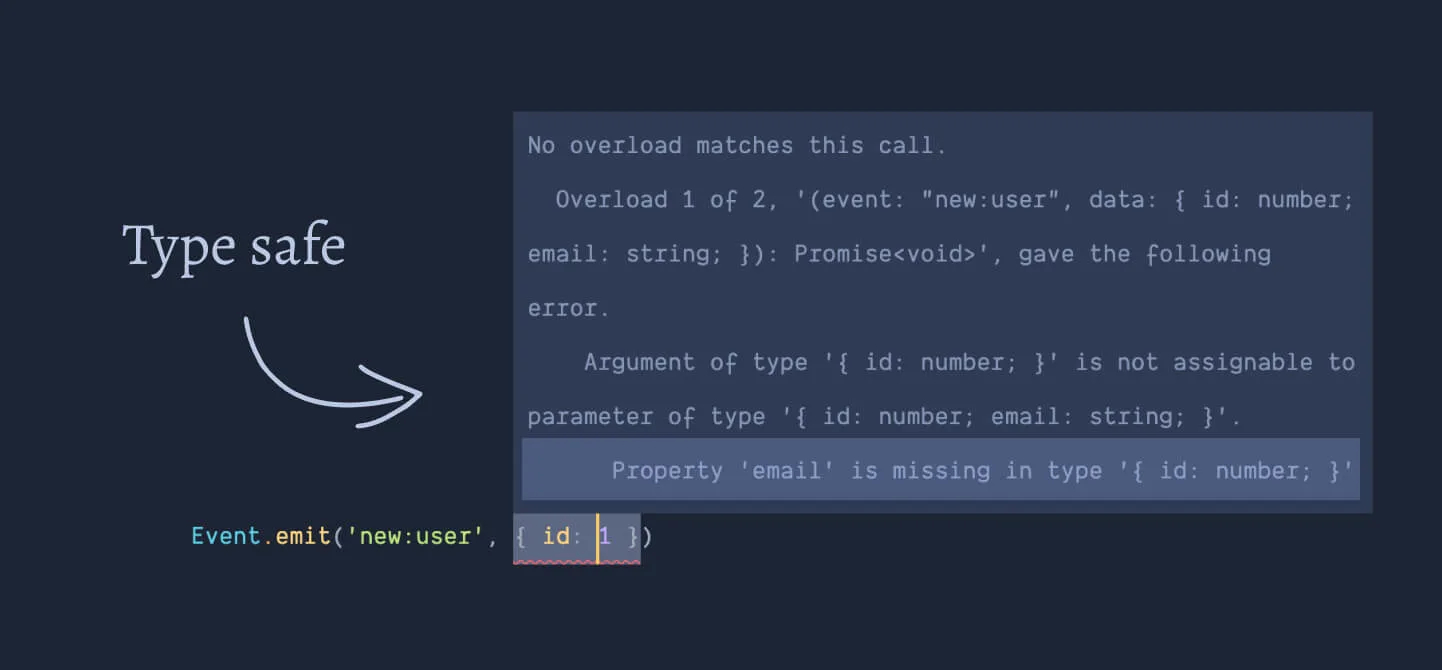 No overload matches this call.
Overload 1 of 2, '(event: "new:user", data: { id: number;
email: string; }): Promise<void>', gave the following
error.
Argument of type '{ id: number; }' is not assignable to
parameter of type '{ id: number; email: string; }'.
Property 'email' is missing in type '{ id: number; }'
Type safe
Event.emit('new:user', { id: 1 })